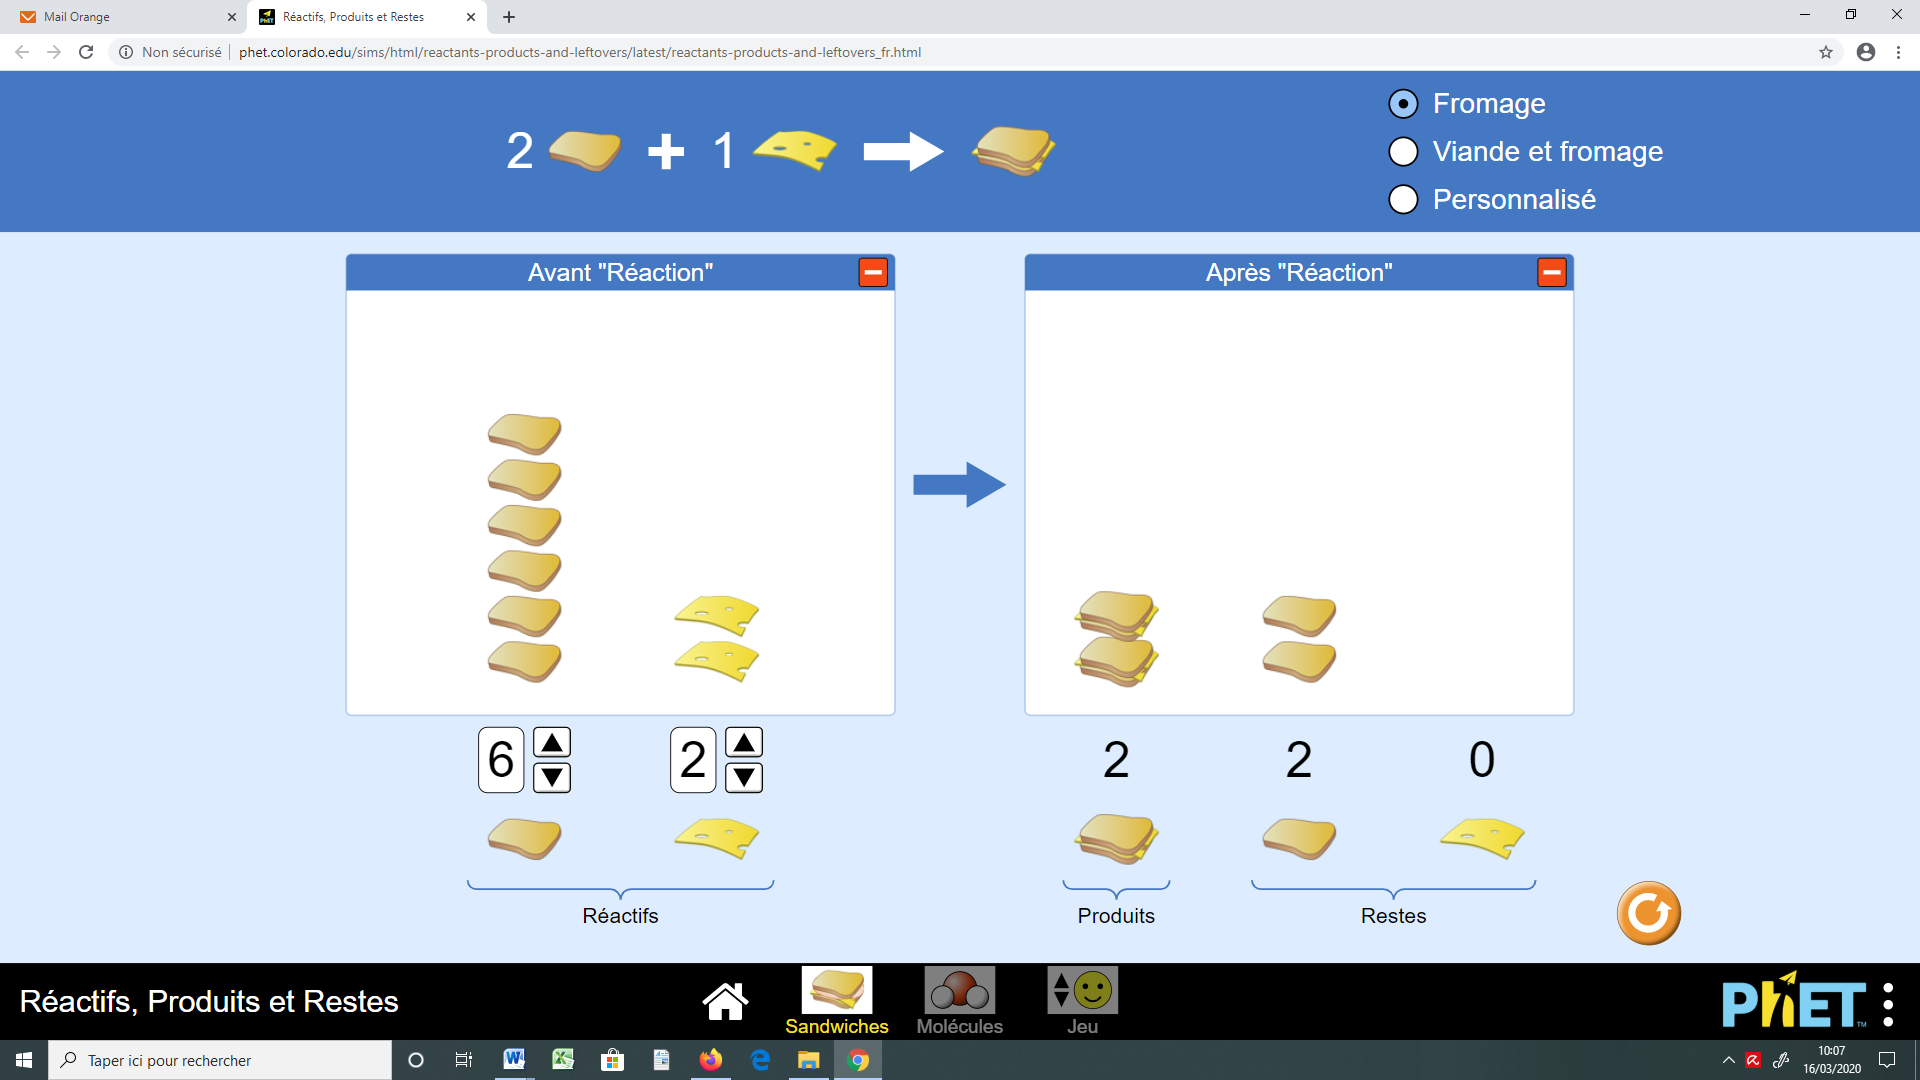 Mail Orange
Réactifs, Produits et Restes
Non sécurisé
phet.colorado.edu/sims/html/reactants-products-and-leftovers/latest/reactants-products-and-leftovers_fr.html
2 + 1
Fromage
Viande et fromage
Personnalisé
Avant "Réaction"
Après "Réaction"
6 2
2 2 0
Réactifs
Produits
Restes
Réactifs, Produits et Restes
Sandwiches
Molécules
Jeu
PhET™
Taper ici pour rechercher
10:07
16/03/2020